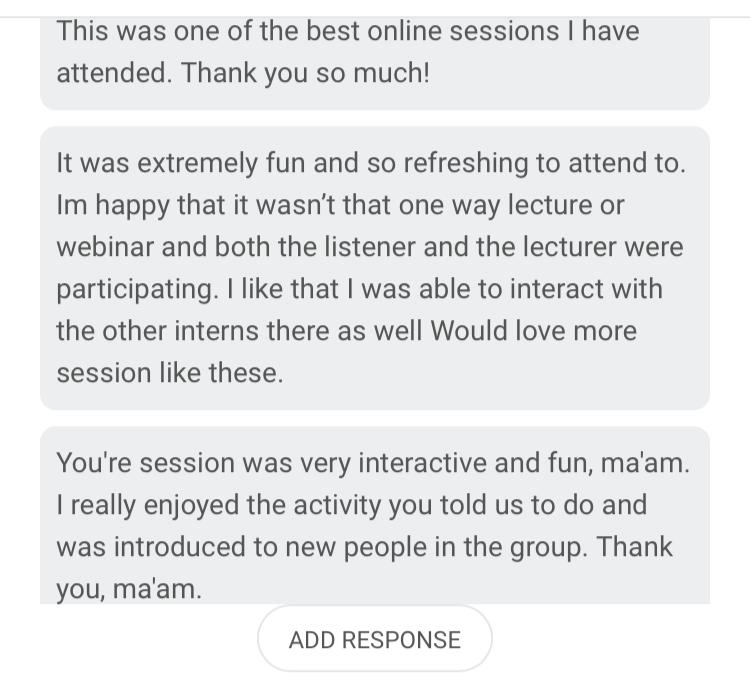 This was one of the best online sessions I have
attended. Thank you so much!
It was extremely fun and so refreshing to attend to.
Im happy that it wasn’t that one way lecture or
webinar and both the listener and the lecturer were
participating. I like that I was able to interact with
the other interns there as well Would love more
session like these.
You're session was very interactive and fun, ma'am.
I really enjoyed the activity you told us to do and
was introduced to new people in the group. Thank
you, ma'am.
ADD RESPONSE